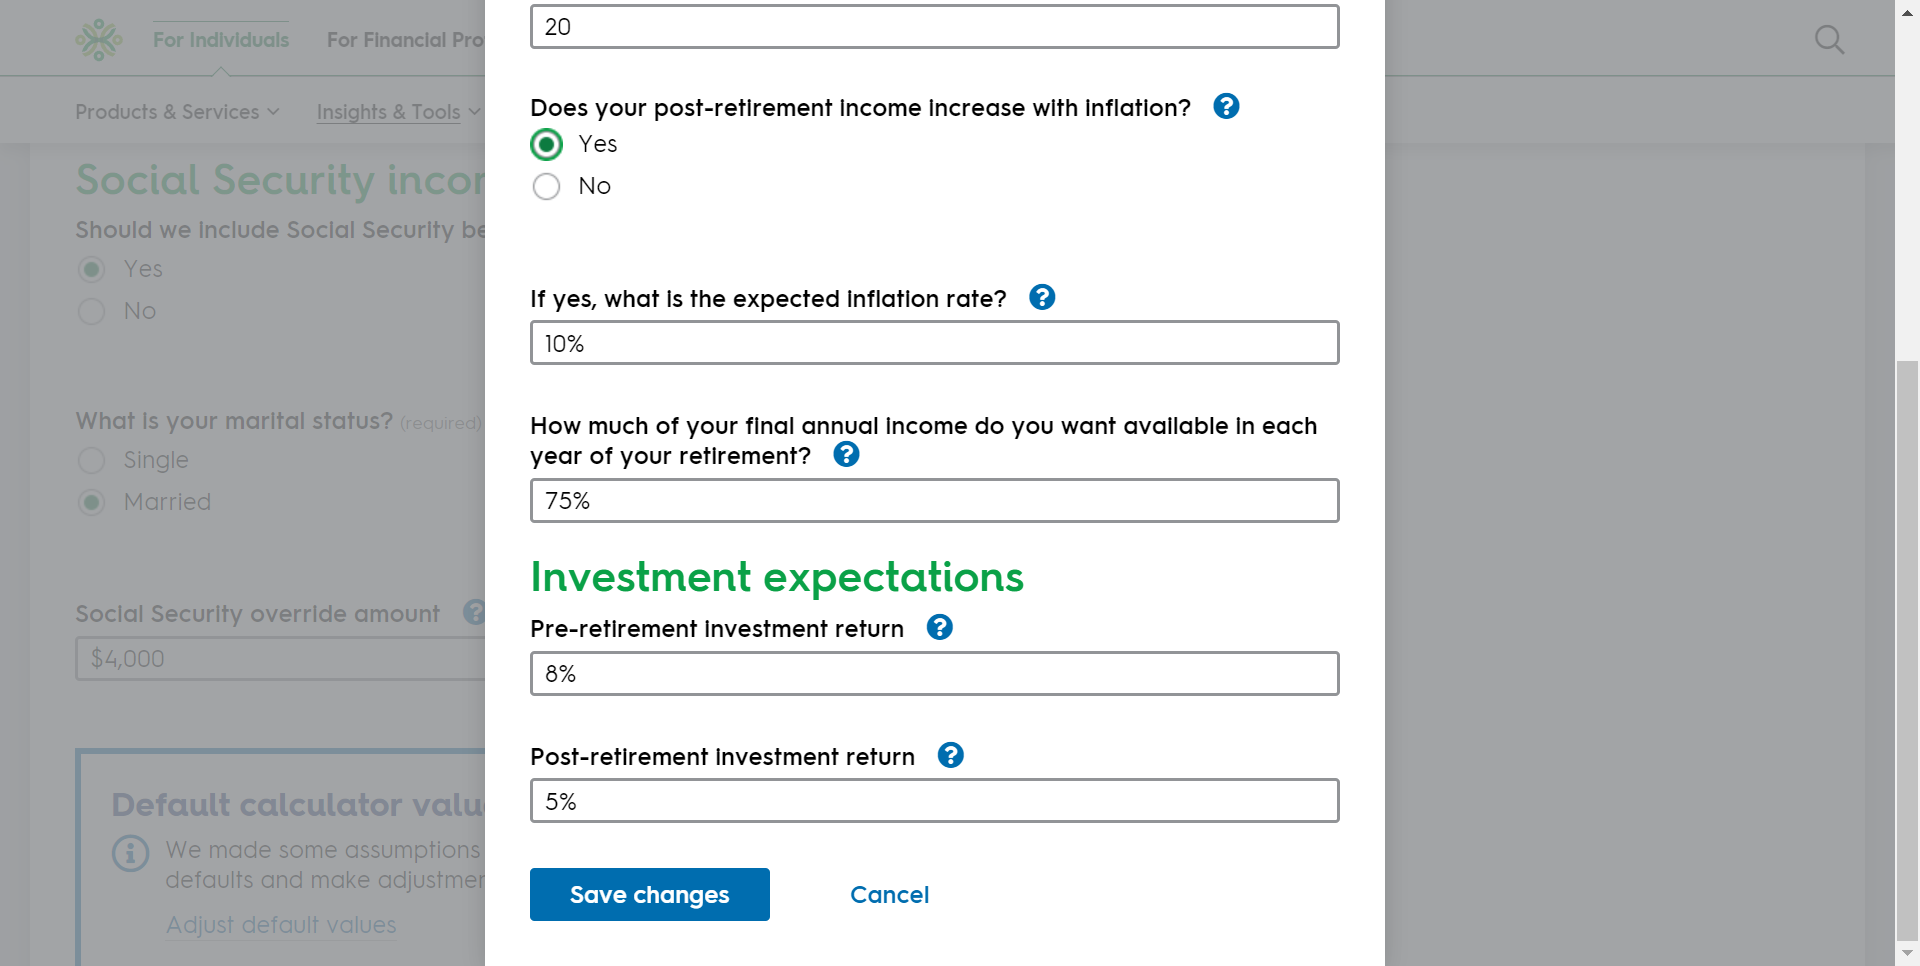 For Individuals
For Financial Pro
Products & Services
Insights & Tools
Social Security incom
Should we include Social Security be
Yes
No
What is your marital status? (required)
Single
Married
Social Security override amount ?
$4,000
Default calculator valu
We made some assumptions
defaults and make adjustmen
Adjust default values
20
Does your post-retirement income increase with inflation? ?
Yes
No
If yes, what is the expected inflation rate? ?
10%
How much of your final annual income do you want available in each
year of your retirement? ?
75%
Investment expectations
Pre-retirement investment return ?
8%
Post-retirement investment return ?
5%
Save changes
Cancel